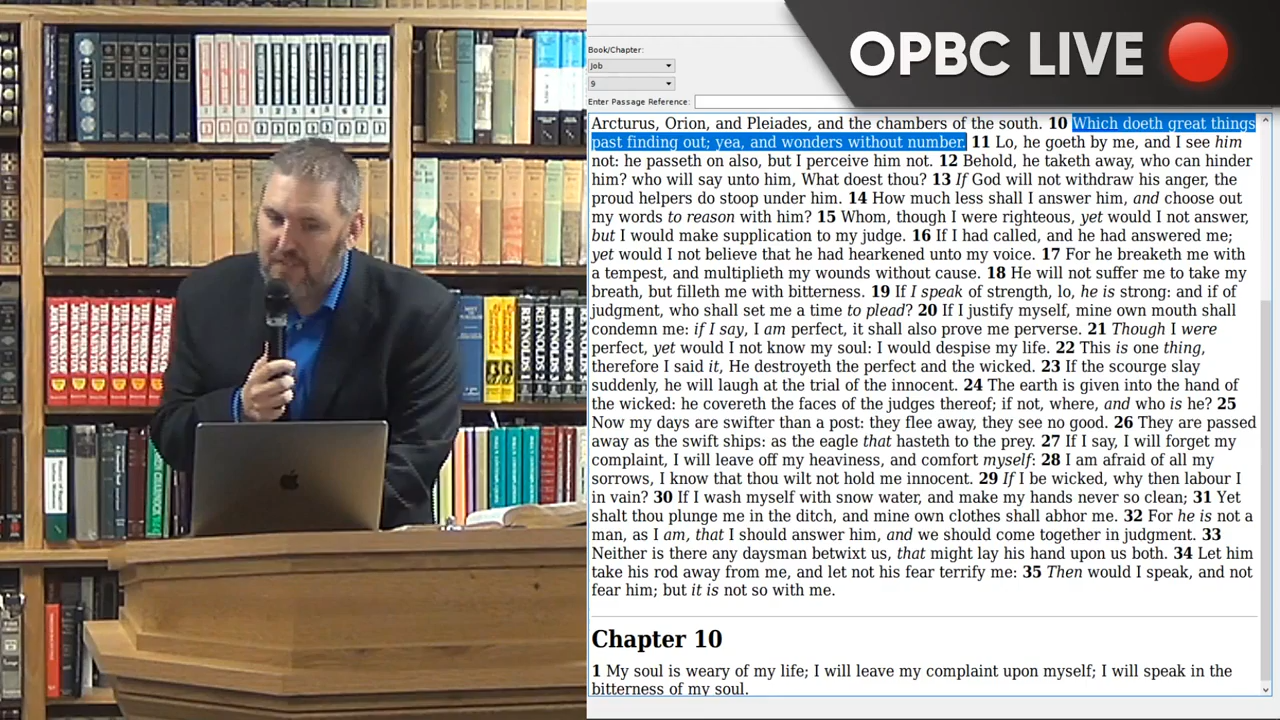 OPBC LIVE
Book/Chapter:
Job
9
Enter Passage Reference:
Arcturus, Orion, and Pleiades, and the chambers of the south. 10 Which doeth great things
past finding out; yea, and wonders without number. 11 Lo, he goeth by me, and I see him
not: he passeth on also, but I perceive him not. 12 Behold, he taketh away, who can hinder
him? who will say unto him, What doest thou? 13 If God will not withdraw his anger, the
proud helpers do stoop under him. 14 How much less shall I answer him, and choose out
my words to reason with him? 15 Whom, though I were righteous, yet would I not answer,
but I would make supplication to my judge. 16 If I had called, and he had answered me;
yet would I not believe that he had hearkened unto my voice. 17 For he breaketh me with
a tempest, and multiplieth my wounds without cause. 18 He will not suffer me to take my
breath, but filleth me with bitterness. 19 If I speak of strength, lo, he is strong: and if of
judgment, who shall set me a time to plead? 20 If I justify myself, mine own mouth shall
condemn me: if I say, I am perfect, it shall also prove me perverse. 21 Though I were
perfect, yet would I not know my soul: I would despise my life. 22 This is one thing,
therefore I said it, He destroyeth the perfect and the wicked. 23 If the scourge slay
suddenly, he will laugh at the trial of the innocent. 24 The earth is given into the hand of
the wicked: he covereth the faces of the judges thereof; if not, where, and who is he? 25
Now my days are swifter than a post: they flee away, they see no good. 26 They are passed
away as the swift ships: as the eagle that hasteth to the prey. 27 If I say, I will forget my
complaint, I will leave off my heaviness, and comfort myself: 28 I am afraid of all my
sorrows, I know that thou wilt not hold me innocent. 29 If I be wicked, why then labour I
in vain? 30 If I wash myself with snow water, and make my hands never so clean; 31 Yet
shalt thou plunge me in the ditch, and mine own clothes shall abhor me. 32 For he is not a
man, as I am, that I should answer him, and we should come together in judgment. 33
Neither is there any daysman betwixt us, that might lay his hand upon us both. 34 Let him
take his rod away from me, and let not his fear terrify me: 35 Then would I speak, and not
fear him; but it is not so with me.
Chapter 10
1 My soul is weary of my life; I will leave my complaint upon myself; I will speak in the
bitterness of my soul.
REYNOLDS 1
REYNOLDS 2